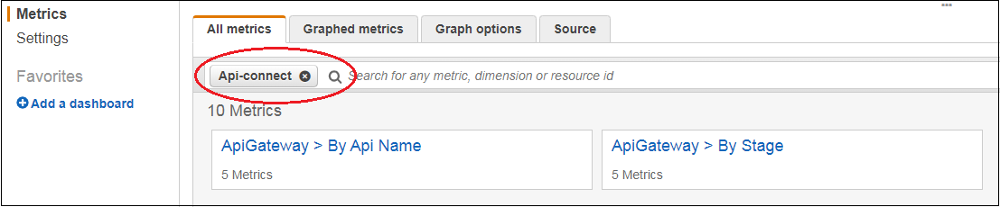 Metrics
Settings
Favorites
Add a dashboard
All metrics
Graphed metrics
Graph options
Source
Api-connect
Search for any metric, dimension or resource id
10 Metrics
ApiGateway > By Api Name
5 Metrics
ApiGateway > By Stage
5 Metrics